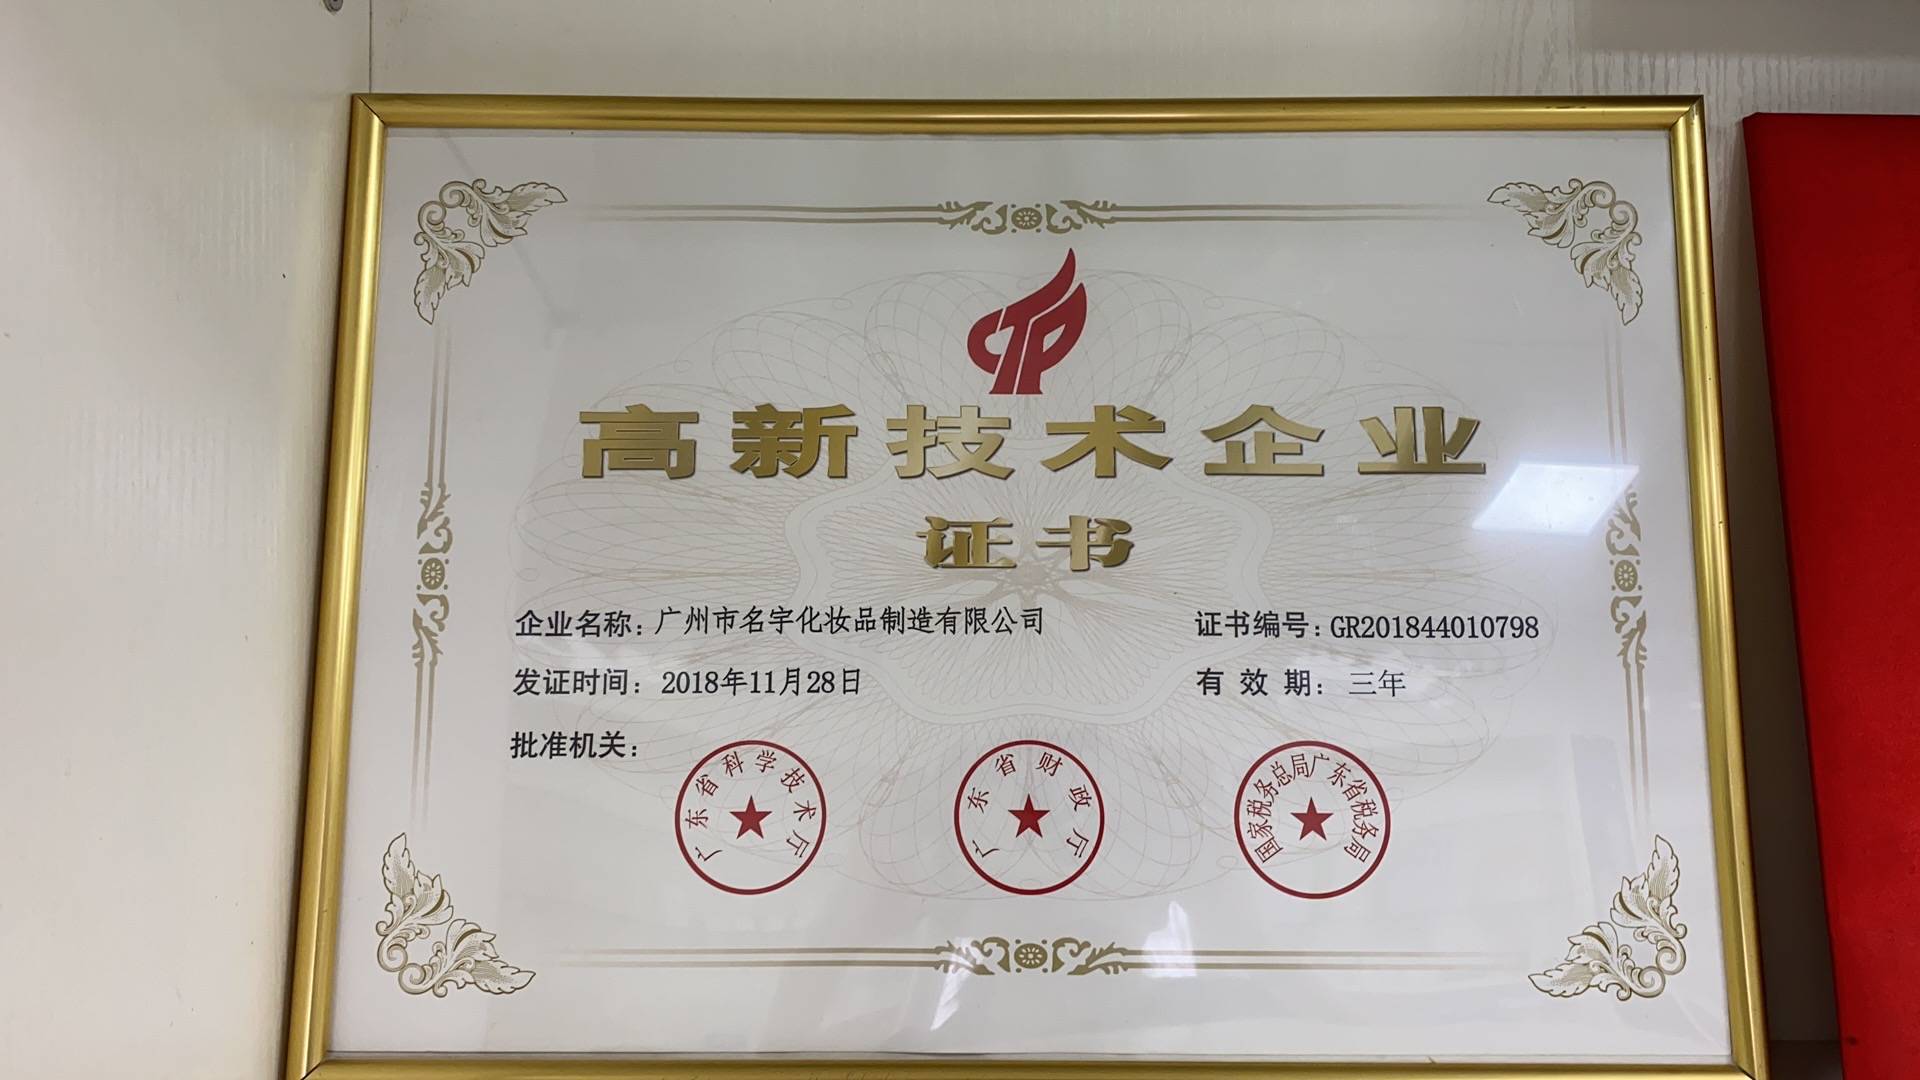 CTP
高新技术企业
证书
企业名称：广州市名宇化妆品制造有限公司 证书编号：GR201844010798
发证时间：2018年11月28日 有效期：三年
批准机关：
广东省科学技术厅
广东省财政厅
国家税务总局广东省税务局